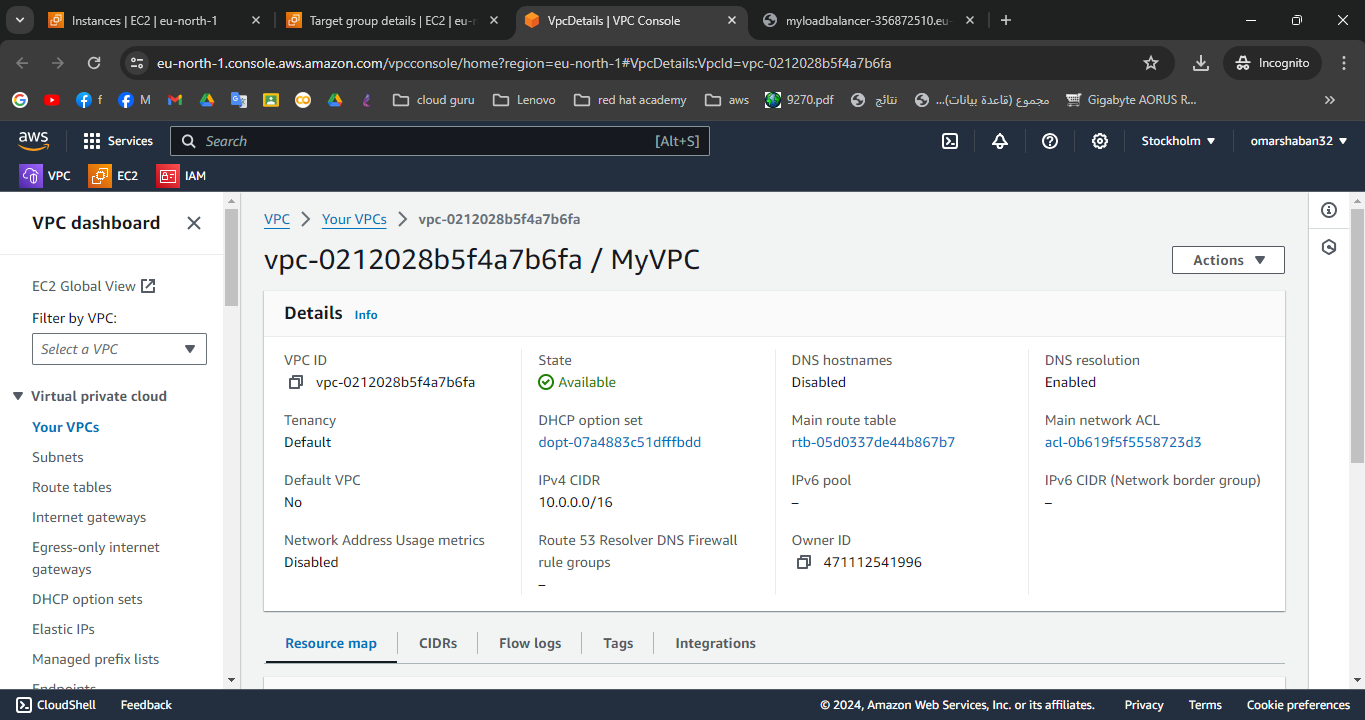 Instances | EC2 | eu-north-1
Target group details | EC2 | eu-n
VpcDetails | VPC Console
myloadbalancer-356872510.eu-
eu-north-1.console.aws.amazon.com/vpcconsole/home?region=eu-north-1#VpcDetails:VpcId=vpc-0212028b5f4a7b6fa
Incognito
f
M
cloud guru
Lenovo
red hat academy
aws
9270.pdf
نتائج
مجموع (قاعدة بيانات)...
Gigabyte AORUS R...
aws
Services
Search
[Alt+S]
Stockholm
omarshaban32
VPC
EC2
IAM
VPC dashboard
EC2 Global View
Filter by VPC:
Select a VPC
Virtual private cloud
Your VPCs
Subnets
Route tables
Internet gateways
Egress-only internet
gateways
DHCP option sets
Elastic IPs
Managed prefix lists
Endpoints
VPC
Your VPCs
vpc-0212028b5f4a7b6fa
vpc-0212028b5f4a7b6fa / MyVPC
Actions
Details
Info
VPC ID
vpc-0212028b5f4a7b6fa
State
Available
DNS hostnames
Disabled
DNS resolution
Enabled
Tenancy
Default
DHCP option set
dopt-07a4883c51dfffbdd
Main route table
rtb-05d0337de44b867b7
Main network ACL
acl-0b619f5f5558723d3
Default VPC
No
IPv4 CIDR
10.0.0.0/16
IPv6 pool
–
IPv6 CIDR (Network border group)
–
Network Address Usage metrics
Disabled
Route 53 Resolver DNS Firewall
rule groups
–
Owner ID
471112541996
Resource map
CIDRs
Flow logs
Tags
Integrations
CloudShell
Feedback
© 2024, Amazon Web Services, Inc. or its affiliates.
Privacy
Terms
Cookie preferences